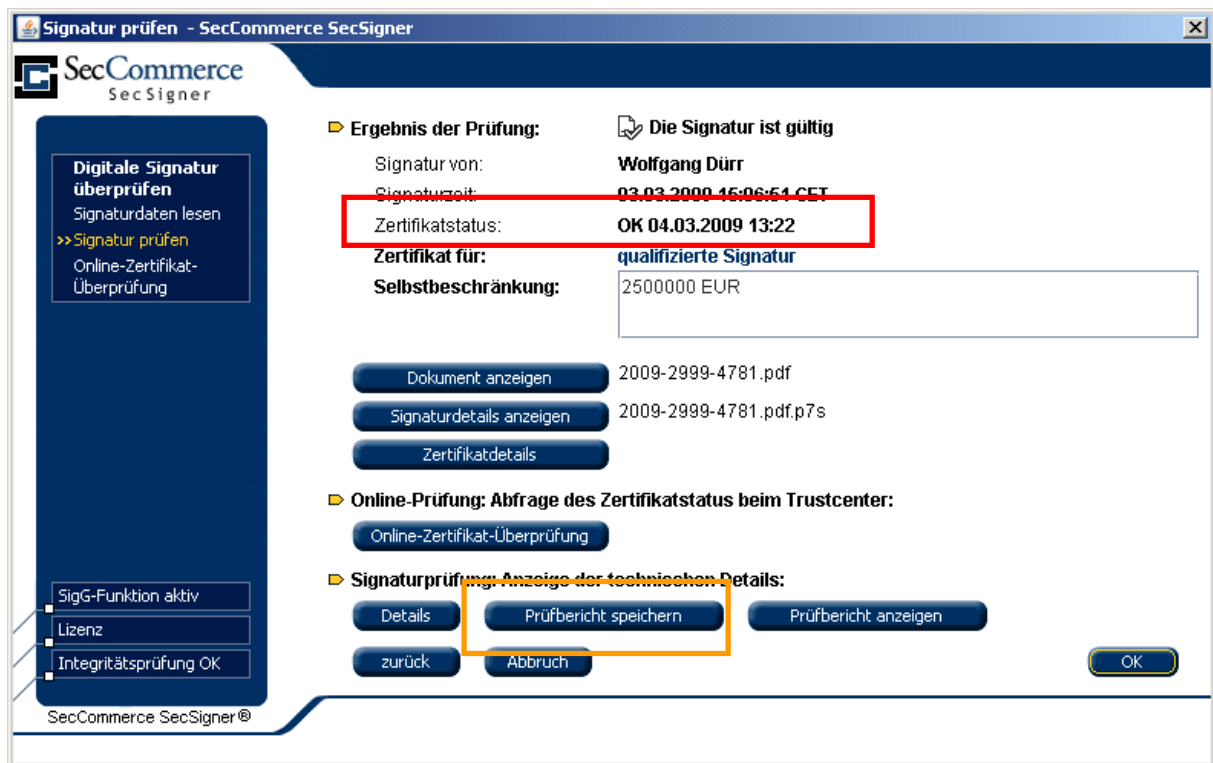 Signatur prüfen - SecCommerce SecSigner
SecCommerce
SecSigner
Digitale Signatur
überprüfen
Signaturdaten lesen
>>Signatur prüfen
Online-Zertifikat-
Überprüfung
SigG-Funktion aktiv
Lizenz
Integritätsprüfung OK
SecCommerce SecSigner®
Ergebnis der Prüfung: Die Signatur ist gültig
Signatur von: Wolfgang Dürr
Signaturzeit: 03.03.2009 15:06:51 CET
Zertifikatstatus: OK 04.03.2009 13:22
Zertifikat für: qualifizierte Signatur
Selbstbeschränkung: 2500000 EUR
Dokument anzeigen 2009-2999-4781.pdf
Signaturdetails anzeigen 2009-2999-4781.pdf.p7s
Zertifikatdetails
Online-Prüfung: Abfrage des Zertifikatstatus beim Trustcenter:
Online-Zertifikat-Überprüfung
Signaturprüfung: Anzeige der technischen Details:
Details Prüfbericht speichern Prüfbericht anzeigen
zurück Abbruch OK